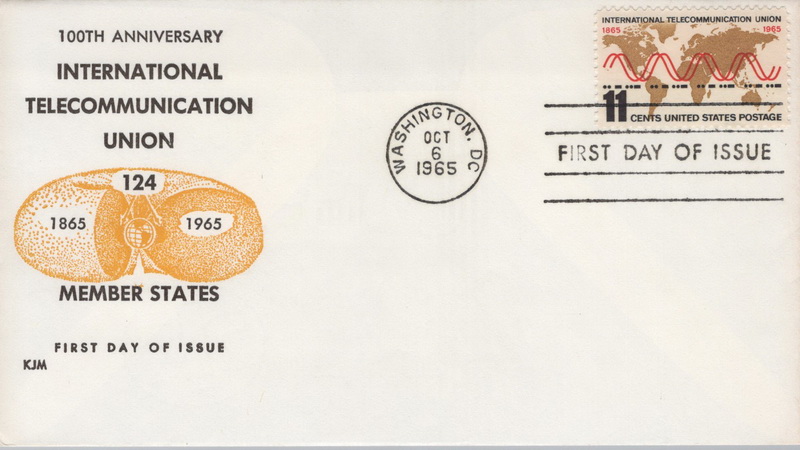 100TH ANNIVERSARY
INTERNATIONAL
TELECOMMUNICATION
UNION
124
1865 1965
MEMBER STATES
FIRST DAY OF ISSUE
KJM
WASHINGTON, DC
OCT
6
1965
INTERNATIONAL TELECOMMUNICATION UNION
1865 1965
11 CENTS UNITED STATES POSTAGE
FIRST DAY OF ISSUE